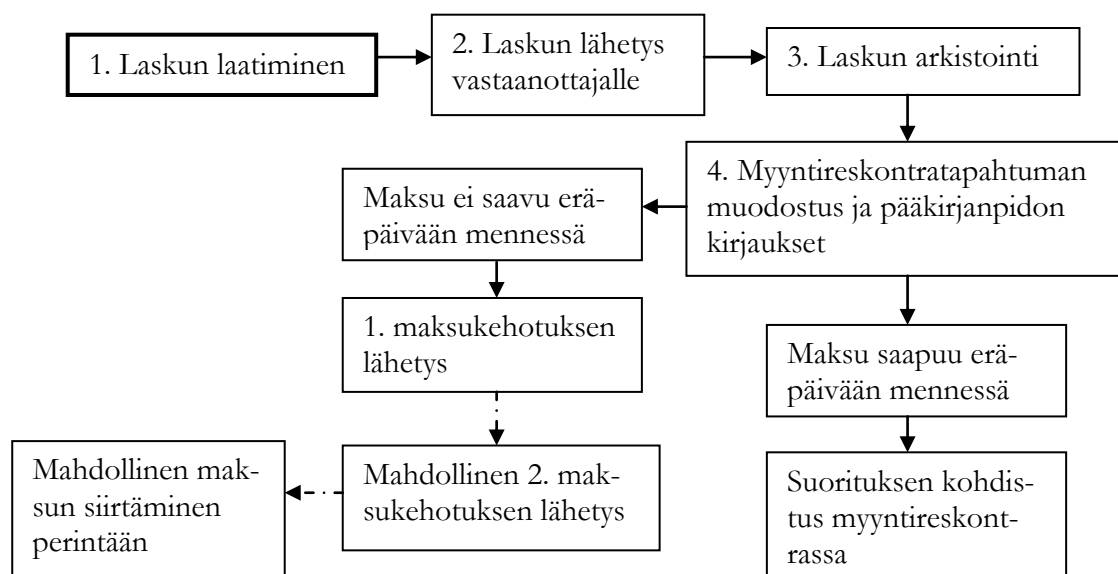 1. Laskun laatiminen
2. Laskun lähetys
vastaanottajalle
3. Laskun arkistointi
4. Myyntireskontratapahtuman
muodostus ja pääkirjanpidon
kirjaukset
Maksu ei saavu erä-
päivään mennessä
1. maksukehotuksen
lähetys
Mahdollinen 2. mak-
sukehotuksen lähetys
Mahdollinen mak-
sun siirtäminen
perintään
Maksu saapuu erä-
päivään mennessä
Suorituksen kohdis-
tus myyntireskont-
rassa